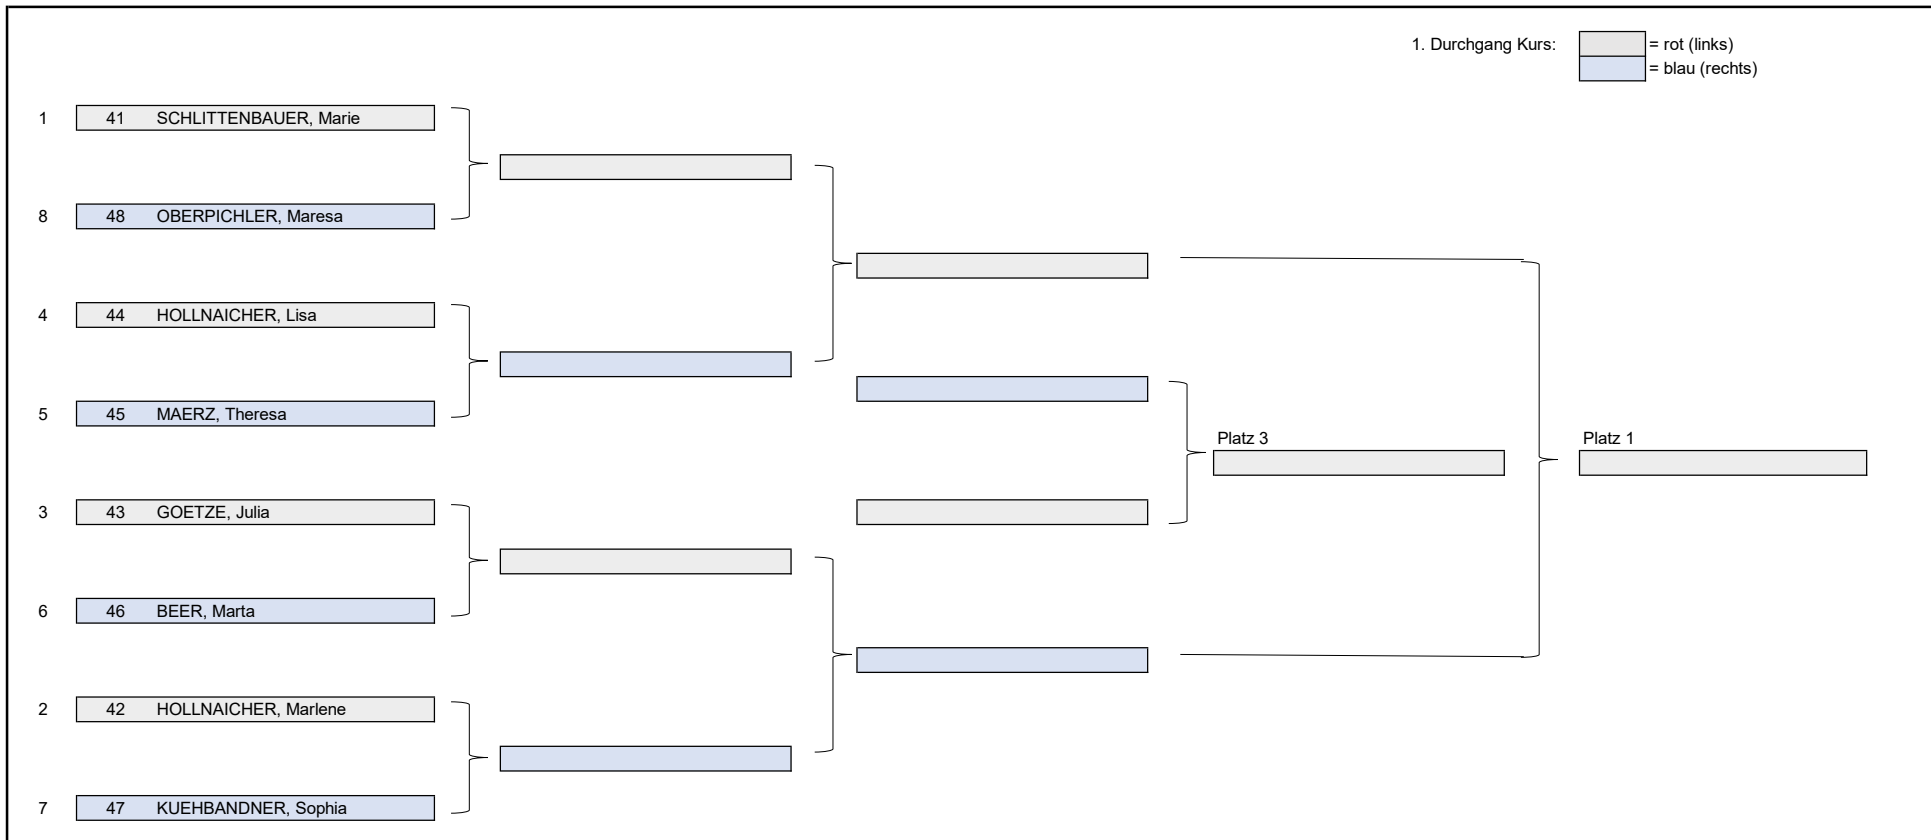 1. Durchgang Kurs: = rot (links)
= blau (rechts)
1 41 SCHLITTENBAUER, Marie
8 48 OBERPICHLER, Maresa
4 44 HOLLNAICHER, Lisa
5 45 MAERZ, Theresa
Platz 3 Platz 1
3 43 GOETZE, Julia
6 46 BEER, Marta
2 42 HOLLNAICHER, Marlene
7 47 KUEHBANDNER, Sophia